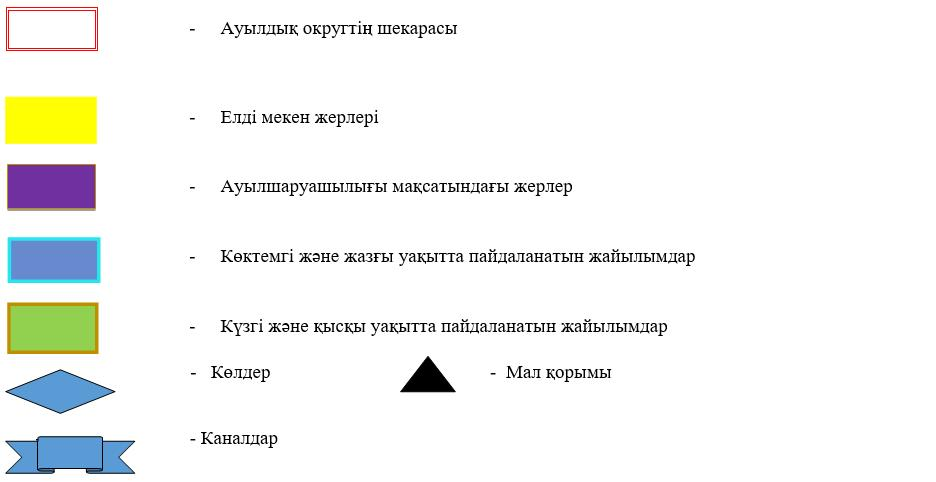 - Ауылдық округтің шекарасы
- Елді мекен жерлері
- Ауылшаруашылығы мақсатындағы жерлер
- Көктемгі және жазғы уақытта пайдаланатын жайылымдар
- Күзгі және қысқы уақытта пайдаланатын жайылымдар
- Көлдер - Мал қорымы
- Каналдар